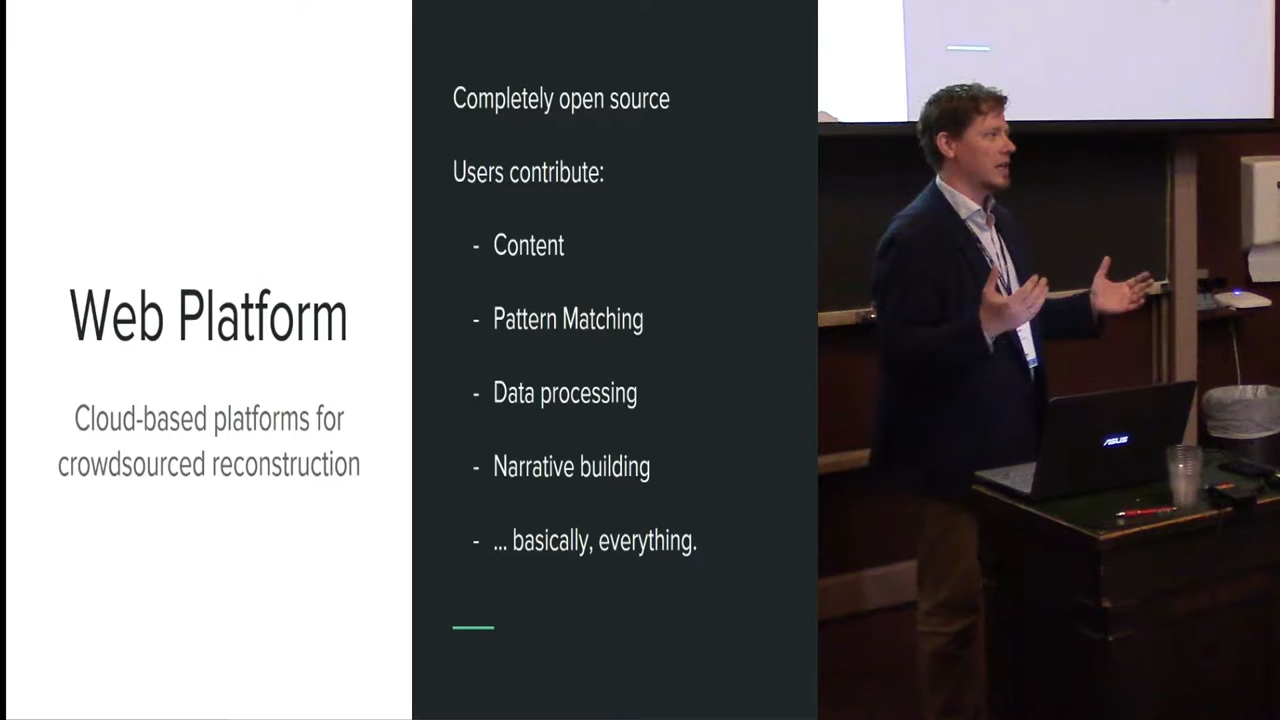 Web Platform
Cloud-based platforms for
crowdsourced reconstruction
Completely open source
Users contribute:
- Content
- Pattern Matching
- Data processing
- Narrative building
- ... basically, everything.
ASUS